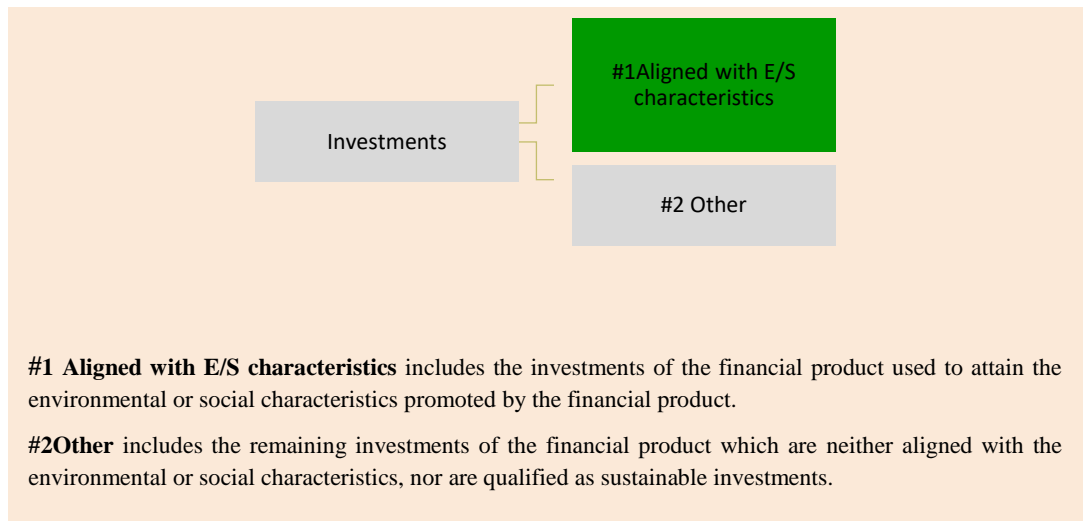 #1Aligned with E/S
characteristics
Investments
#2 Other
#1 Aligned with E/S characteristics includes the investments of the financial product used to attain the
environmental or social characteristics promoted by the financial product.
#2Other includes the remaining investments of the financial product which are neither aligned with the
environmental or social characteristics, nor are qualified as sustainable investments.